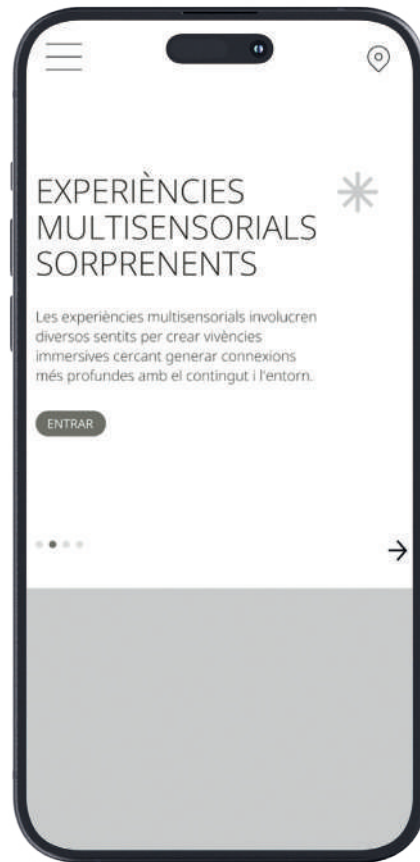 EXPERIÈNCIES
MULTISENSORIALS
SORPRENENTS
Les experiències multisensorials involucren
diversos sentits per crear vivències
immersives cercant generar connexions
més profundes amb el contingut i l'entorn.
ENTRAR